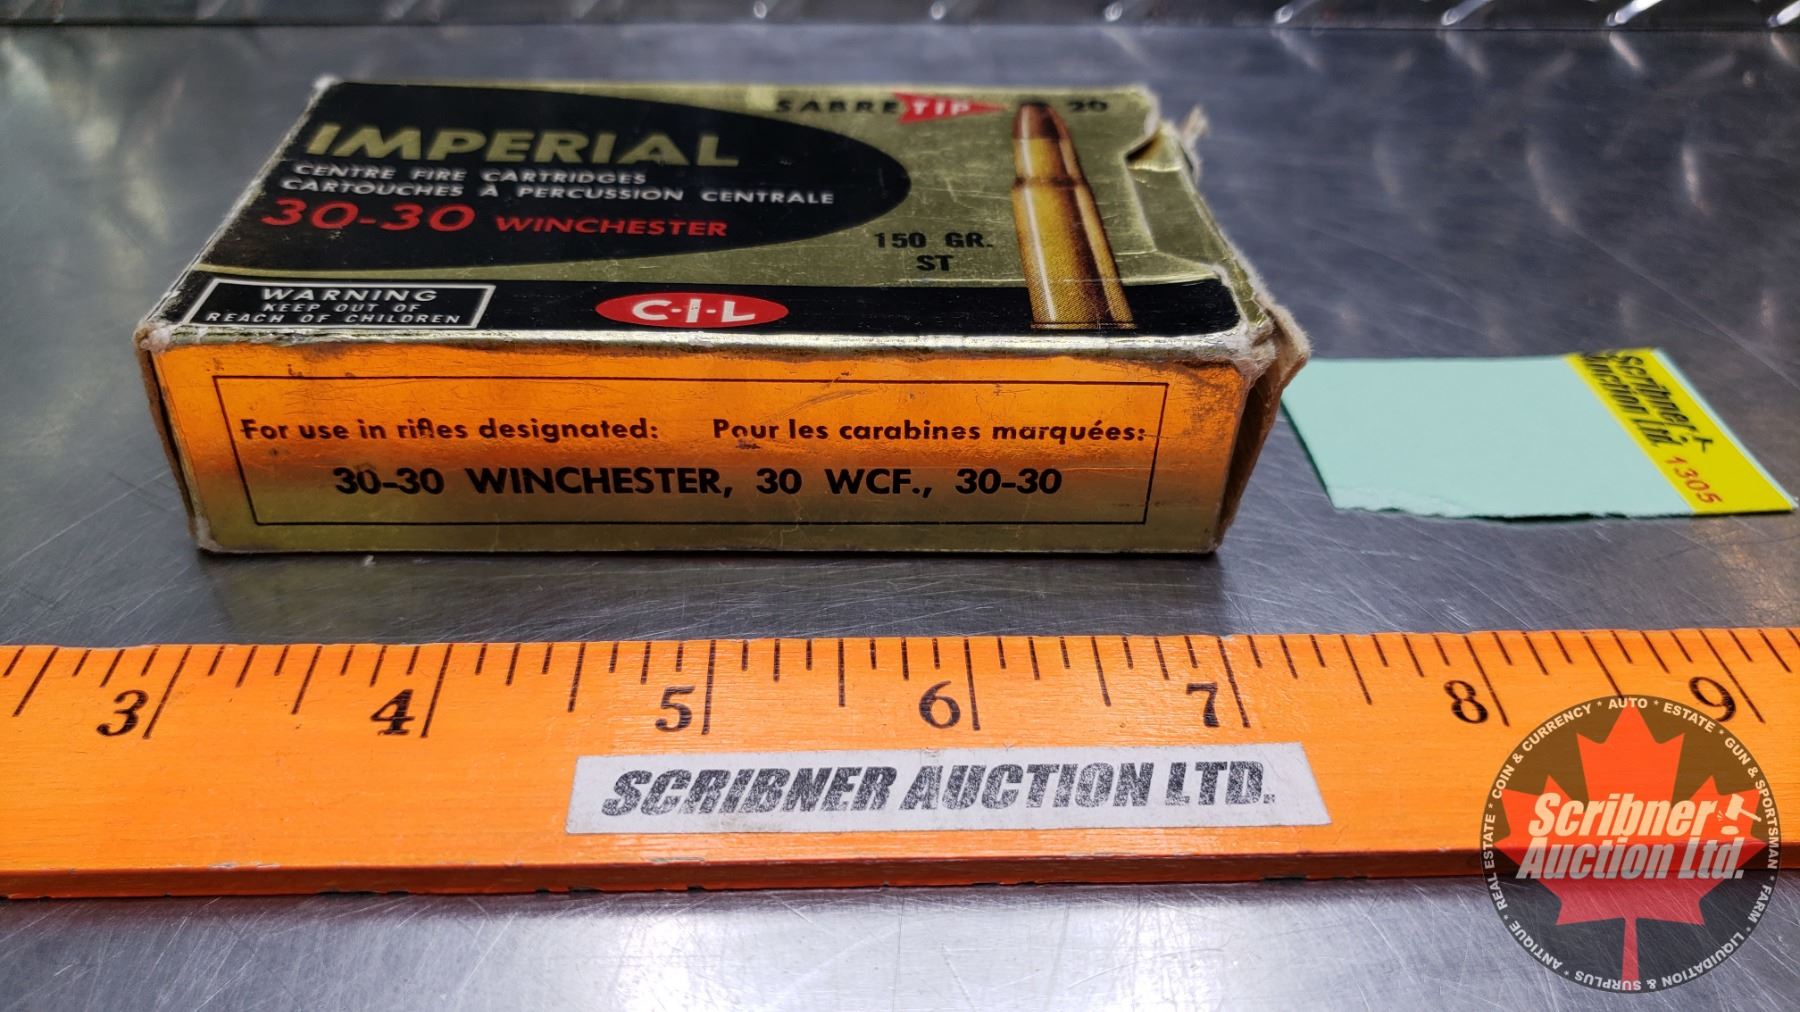 SABRE TIP 20
IMPERIAL
CENTRE FIRE CARTRIDGES
CARTOUCHES À PERCUSSION CENTRALE
30-30 WINCHESTER
150 GR.
ST
WARNING
KEEP OUT OF
REACH OF CHILDREN
C·I·L
For use in rifles designated: Pour les carabines marquées:
30-30 WINCHESTER, 30 WCF., 30-30
Scribner
Auction Ltd.
1305
3 4 5 6 7 8 9
SCRIBNER AUCTION LTD.
Scribner
Auction Ltd.
ANTIQUE * REAL ESTATE * COIN & CURRENCY * AUTO * ESTATE * GUN & SPORTSMAN * FARM * LIQUIDATION & SURPLUS *